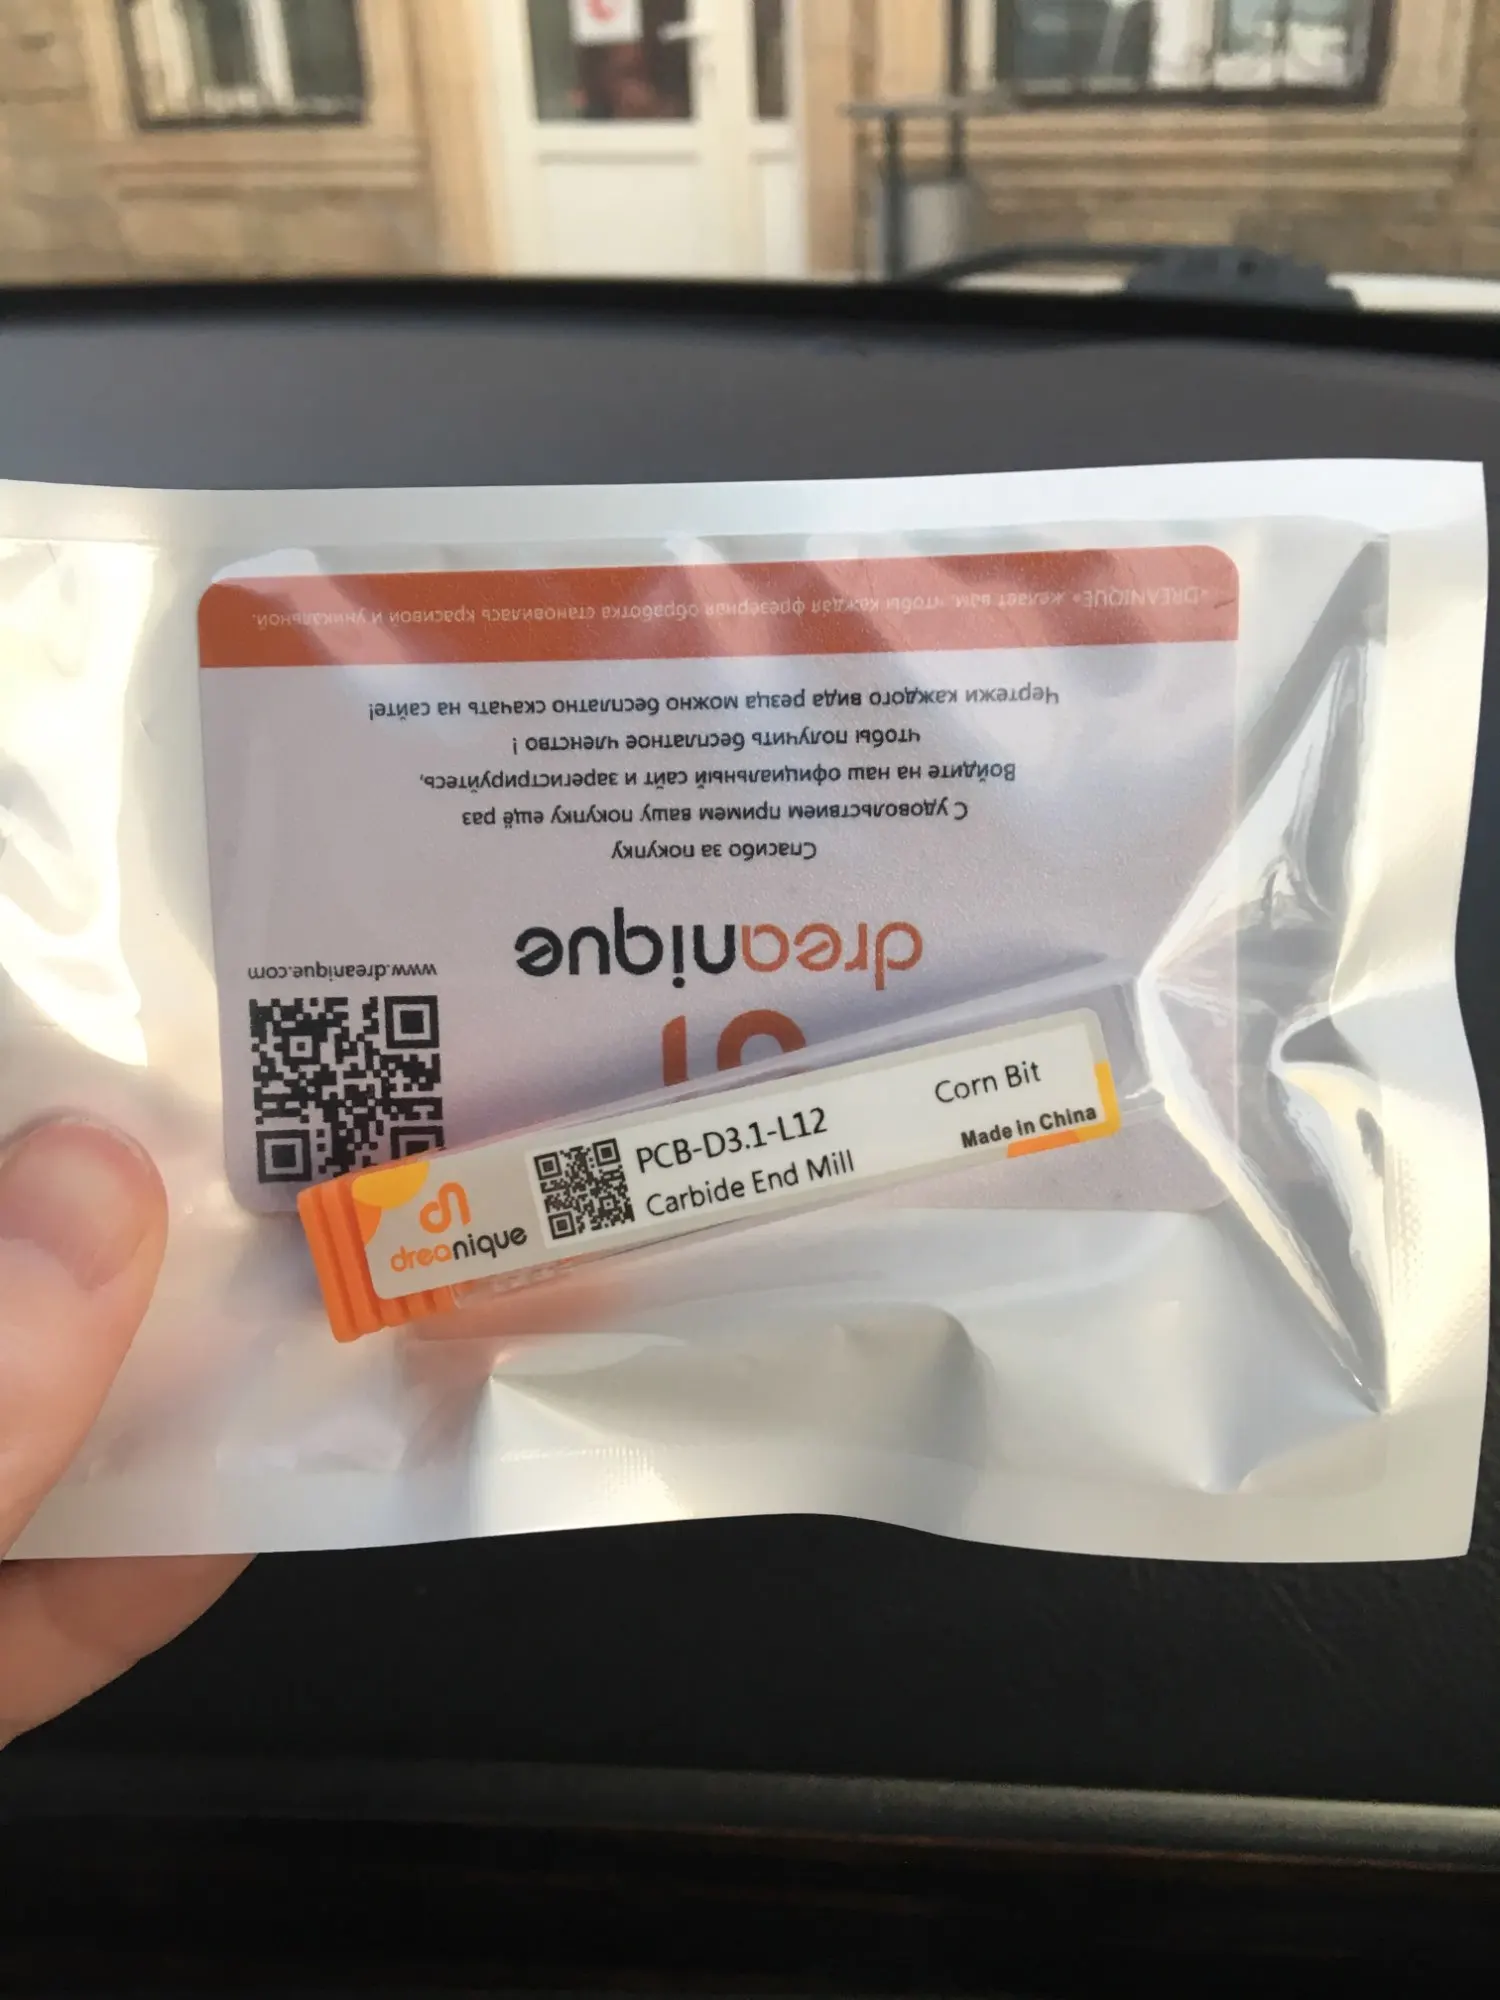 dreanique
PCB-D3.1-L12
Carbide End Mill
Corn Bit
Made in China
dreanique
www.dreanique.com
Спасибо за покупку
С удовольствием примем вашу покупку ещё раз
Войдите на наш официальный сайт и зарегистрируйтесь,
чтобы получить бесплатное членство !
Чертежи каждого вида резца можно бесплатно скачать на сайте!
«DREANIQUE» желает вам, чтобы каждая фрезерная обработка становилась красивой и уникальной.